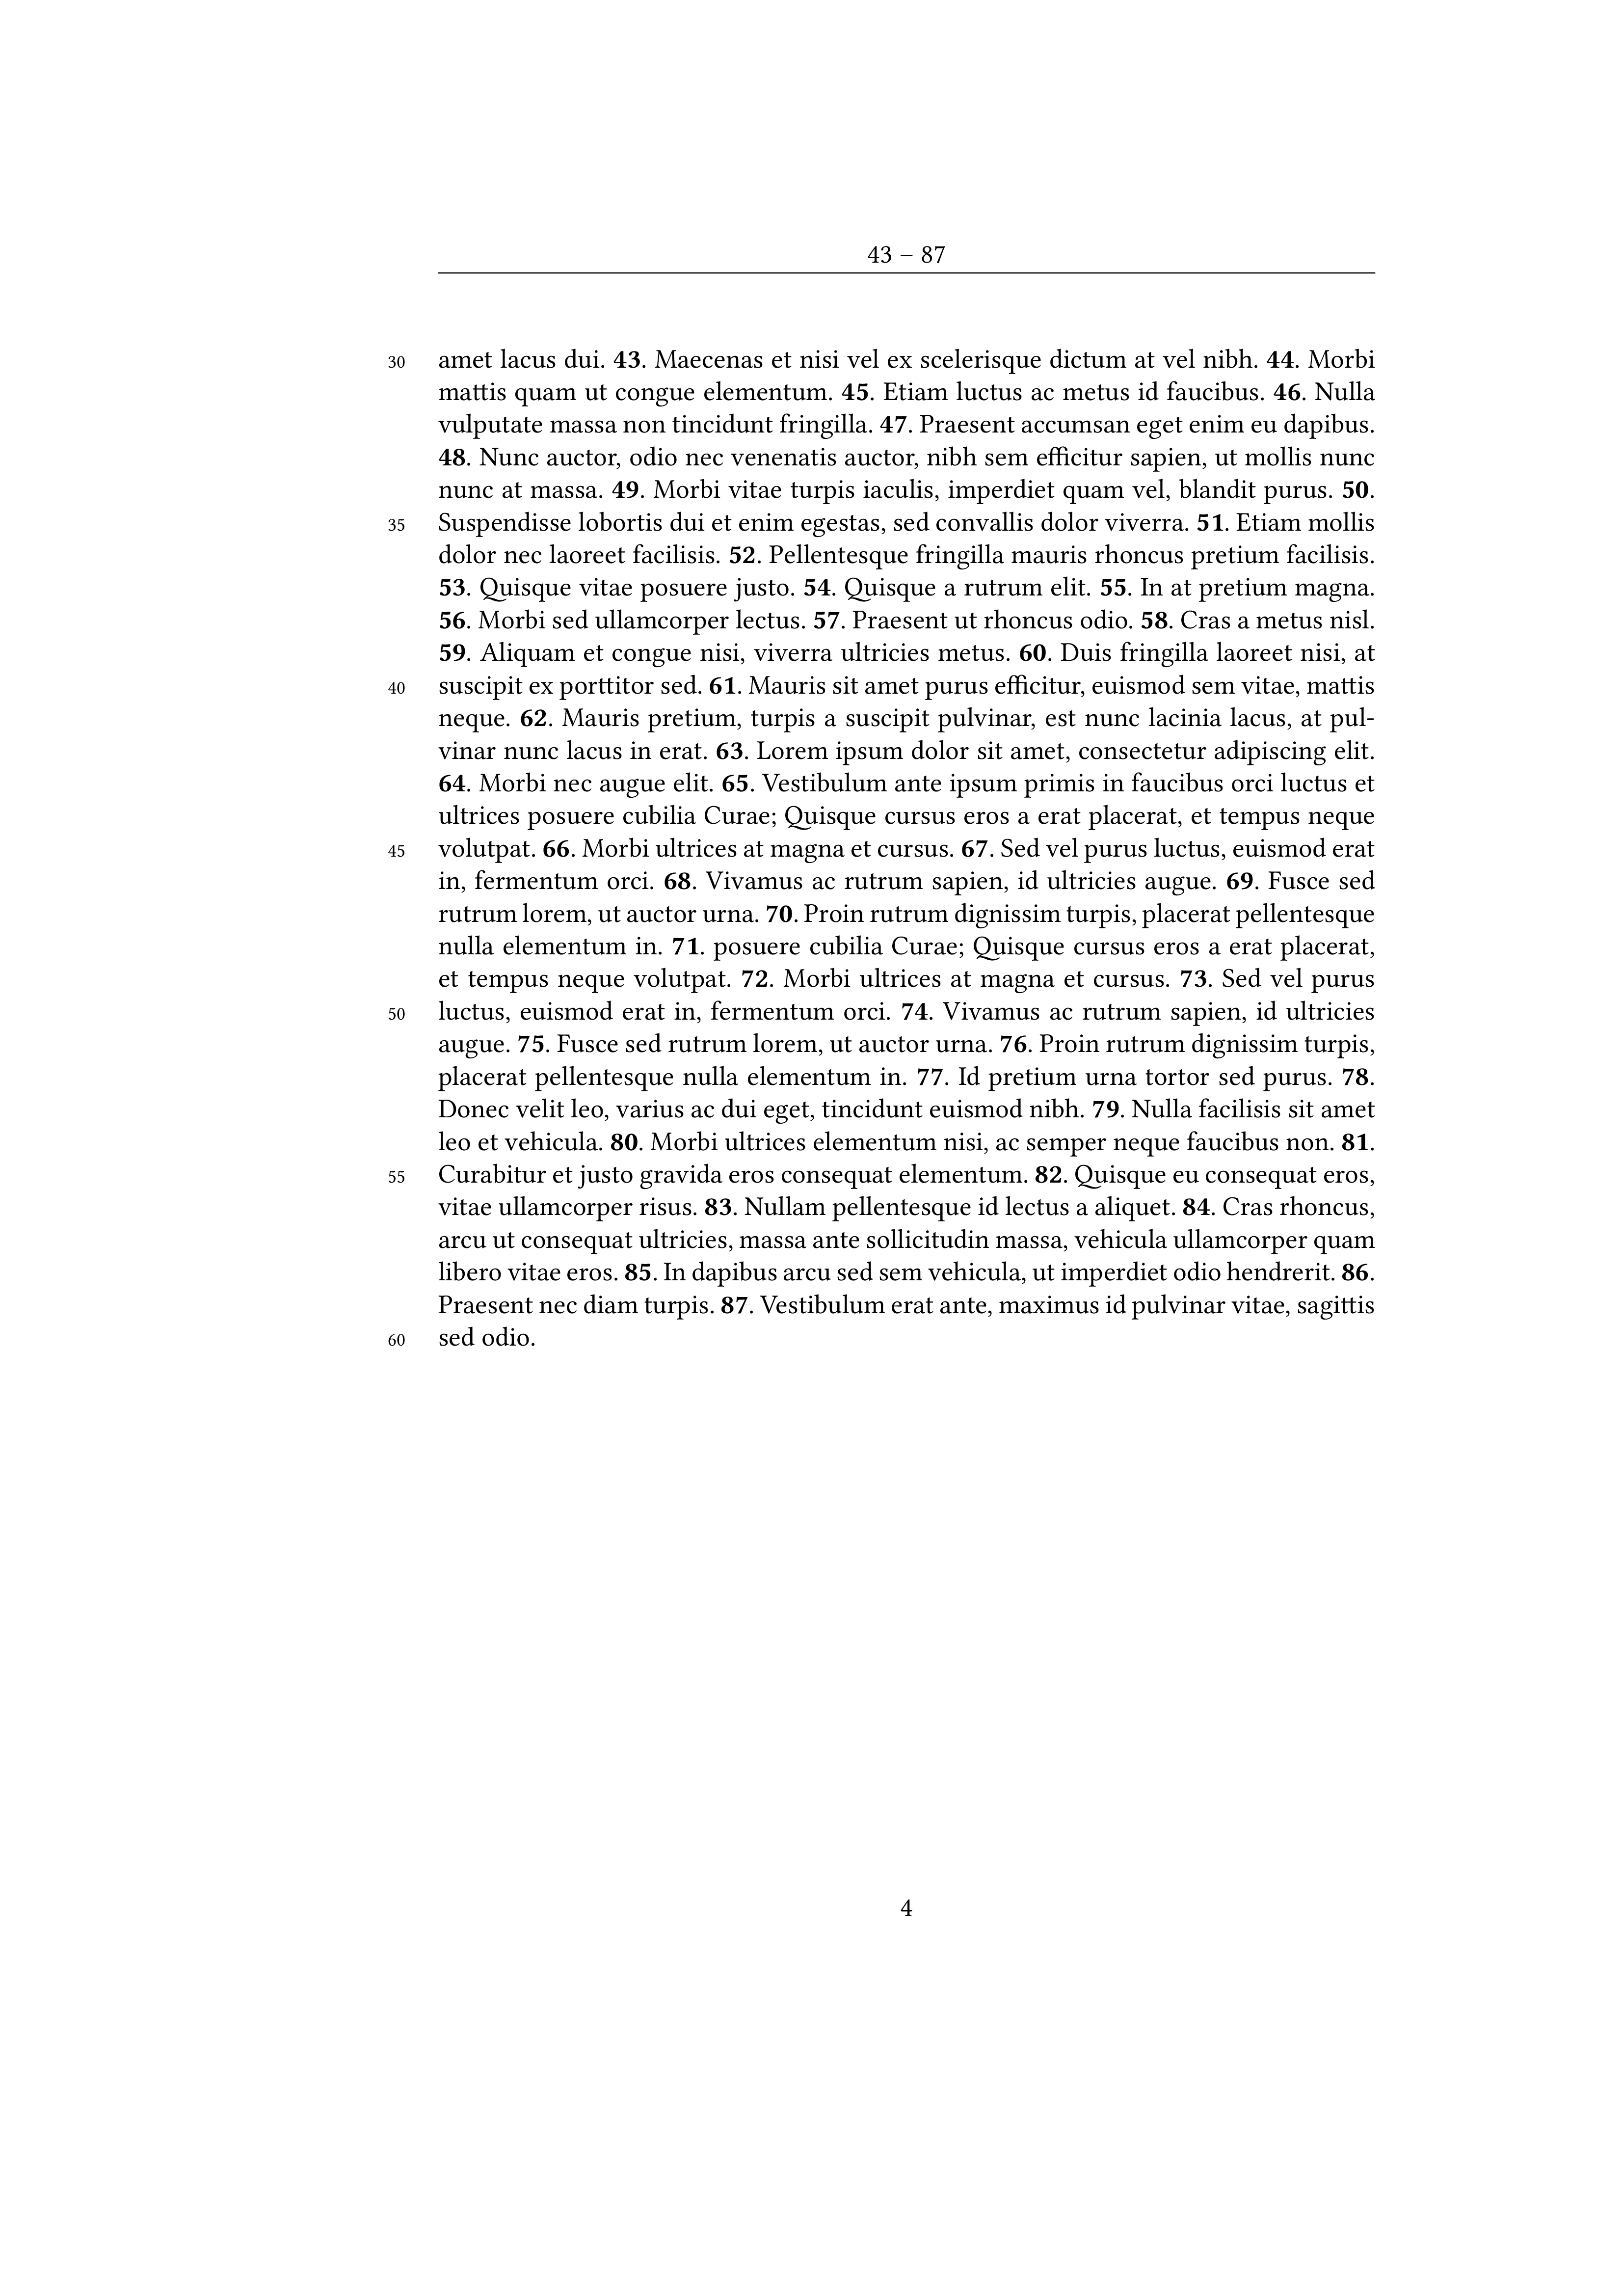 43 – 87
30 amet lacus dui. 43. Maecenas et nisi vel ex scelerisque dictum at vel nibh. 44. Morbi
mattis quam ut congue elementum. 45. Etiam luctus ac metus id faucibus. 46. Nulla
vulputate massa non tincidunt fringilla. 47. Praesent accumsan eget enim eu dapibus.
48. Nunc auctor, odio nec venenatis auctor, nibh sem efficitur sapien, ut mollis nunc
nunc at massa. 49. Morbi vitae turpis iaculis, imperdiet quam vel, blandit purus. 50.
35 Suspendisse lobortis dui et enim egestas, sed convallis dolor viverra. 51. Etiam mollis
dolor nec laoreet facilisis. 52. Pellentesque fringilla mauris rhoncus pretium facilisis.
53. Quisque vitae posuere justo. 54. Quisque a rutrum elit. 55. In at pretium magna.
56. Morbi sed ullamcorper lectus. 57. Praesent ut rhoncus odio. 58. Cras a metus nisl.
59. Aliquam et congue nisi, viverra ultricies metus. 60. Duis fringilla laoreet nisi, at
40 suscipit ex porttitor sed. 61. Mauris sit amet purus efficitur, euismod sem vitae, mattis
neque. 62. Mauris pretium, turpis a suscipit pulvinar, est nunc lacinia lacus, at pul-
vinar nunc lacus in erat. 63. Lorem ipsum dolor sit amet, consectetur adipiscing elit.
64. Morbi nec augue elit. 65. Vestibulum ante ipsum primis in faucibus orci luctus et
ultrices posuere cubilia Curae; Quisque cursus eros a erat placerat, et tempus neque
45 volutpat. 66. Morbi ultrices at magna et cursus. 67. Sed vel purus luctus, euismod erat
in, fermentum orci. 68. Vivamus ac rutrum sapien, id ultricies augue. 69. Fusce sed
rutrum lorem, ut auctor urna. 70. Proin rutrum dignissim turpis, placerat pellentesque
nulla elementum in. 71. posuere cubilia Curae; Quisque cursus eros a erat placerat,
et tempus neque volutpat. 72. Morbi ultrices at magna et cursus. 73. Sed vel purus
50 luctus, euismod erat in, fermentum orci. 74. Vivamus ac rutrum sapien, id ultricies
augue. 75. Fusce sed rutrum lorem, ut auctor urna. 76. Proin rutrum dignissim turpis,
placerat pellentesque nulla elementum in. 77. Id pretium urna tortor sed purus. 78.
Donec velit leo, varius ac dui eget, tincidunt euismod nibh. 79. Nulla facilisis sit amet
leo et vehicula. 80. Morbi ultrices elementum nisi, ac semper neque faucibus non. 81.
55 Curabitur et justo gravida eros consequat elementum. 82. Quisque eu consequat eros,
vitae ullamcorper risus. 83. Nullam pellentesque id lectus a aliquet. 84. Cras rhoncus,
arcu ut consequat ultricies, massa ante sollicitudin massa, vehicula ullamcorper quam
libero vitae eros. 85. In dapibus arcu sed sem vehicula, ut imperdiet odio hendrerit. 86.
Praesent nec diam turpis. 87. Vestibulum erat ante, maximus id pulvinar vitae, sagittis
60 sed odio.
4